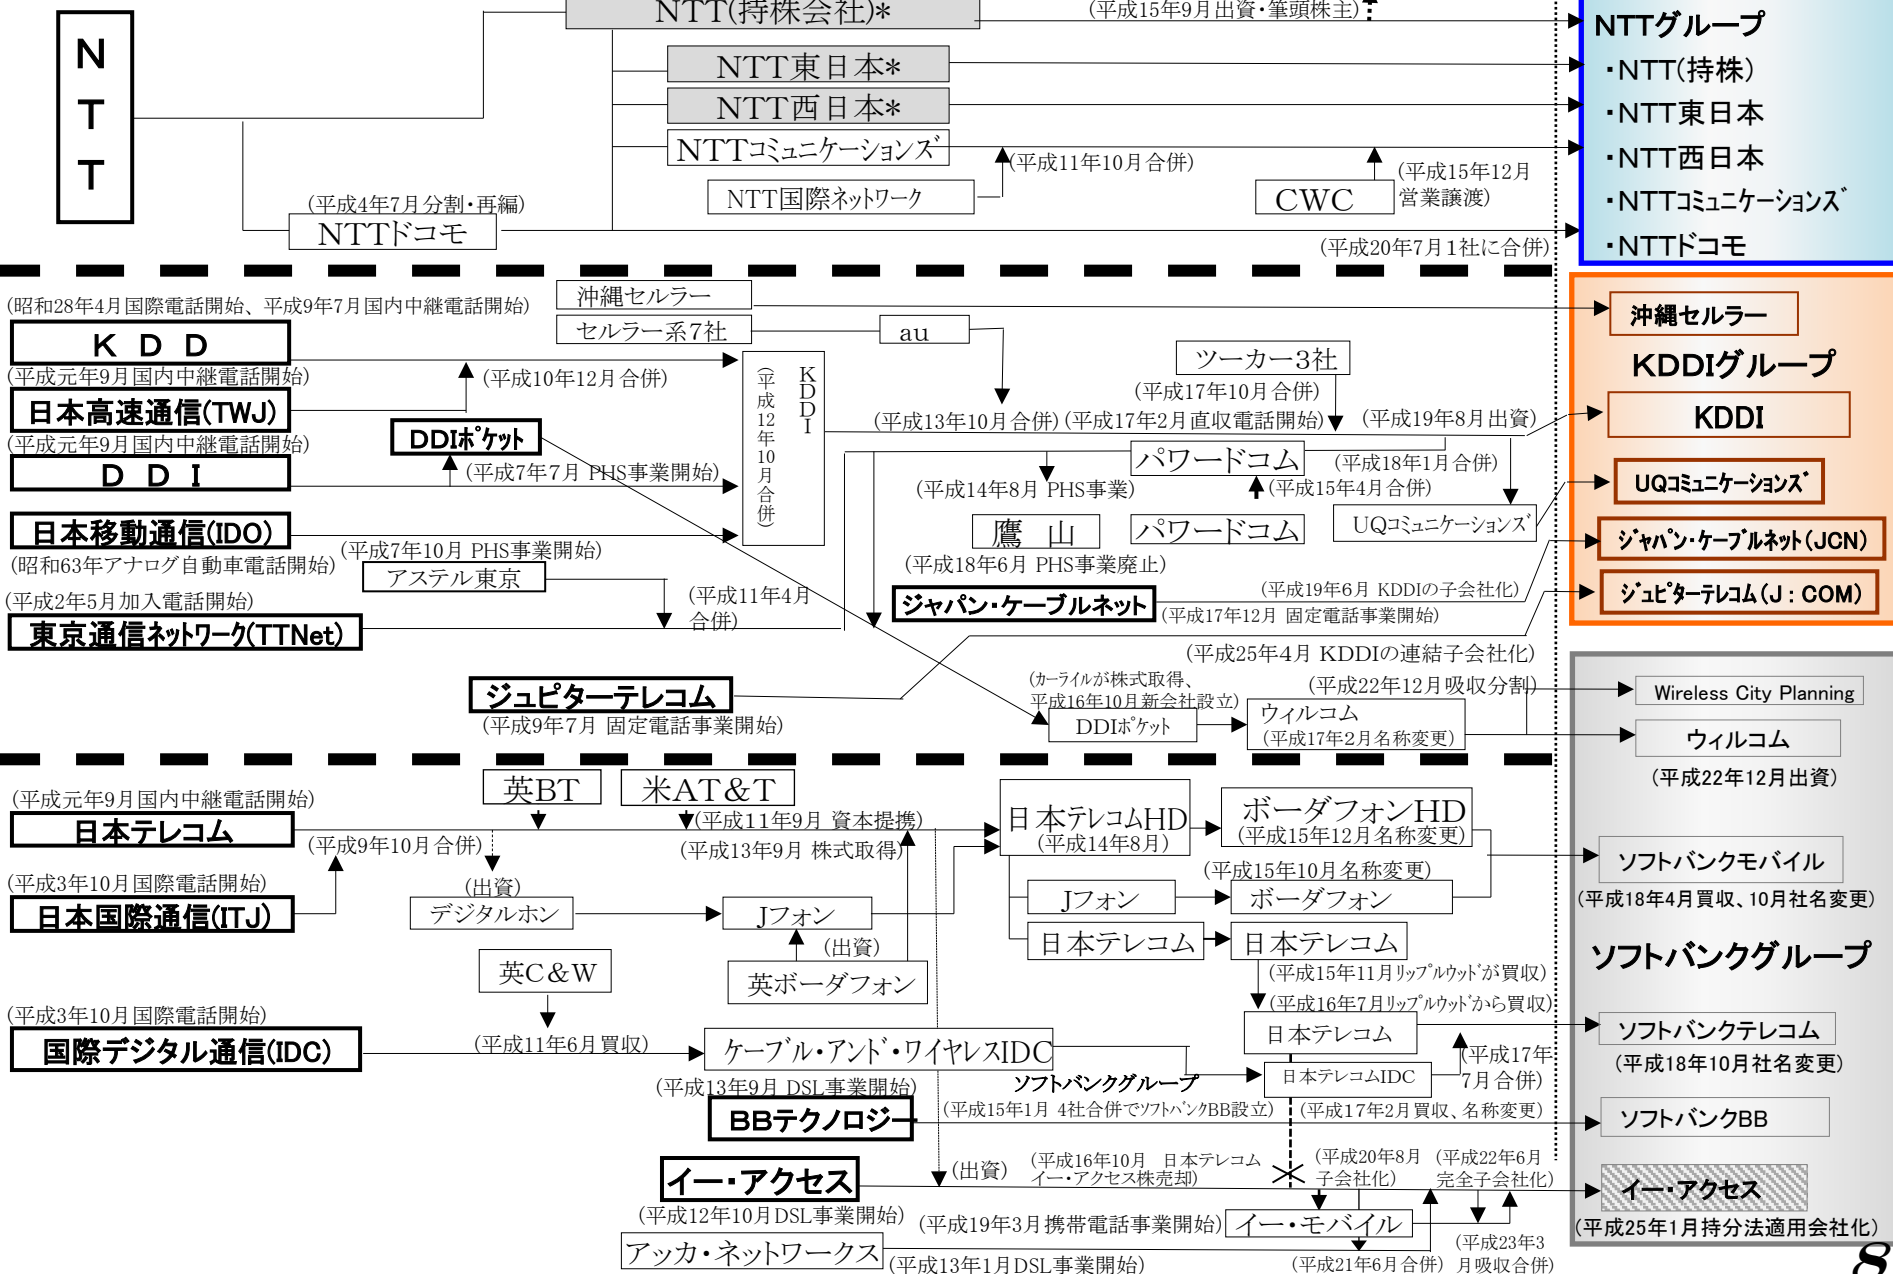 NTT(持株会社)*
(平成15年9月出資・筆頭株主)
NTT
NTT東日本*
NTT西日本*
NTTコミュニケーションズ
(平成11年10月合併)
NTT国際ネットワーク
CWC
(平成15年12月
営業譲渡)
(平成4年7月分割・再編)
NTTドコモ
(平成20年7月1社に合併)
NTTグループ
・NTT(持株)
・NTT東日本
・NTT西日本
・NTTコミュニケーションズ
・NTTドコモ
(昭和28年4月国際電話開始、平成9年7月国内中継電話開始)
沖縄セルラー
セルラー系7社
au
KDD
(平成元年9月国内中継電話開始)
(平成10年12月合併)
日本高速通信(TWJ)
(平成元年9月国内中継電話開始)
DDIポケット
DDI
(平成7年7月 PHS事業開始)
KDDI
(平成12年10月合併)
ツーカー3社
(平成17年10月合併)
(平成13年10月合併)
(平成17年2月直収電話開始)
(平成19年8月出資)
パワードコム
(平成18年1月合併)
(平成14年8月 PHS事業)
(平成15年4月合併)
日本移動通信(IDO)
(平成7年10月 PHS事業開始)
鷹山
パワードコム
UQコミュニケーションズ
(昭和63年アナログ自動車電話開始)
アステル東京
(平成18年6月 PHS事業廃止)
(平成2年5月加入電話開始)
(平成11年4月
合併)
(平成19年6月 KDDIの子会社化)
ジャパン・ケーブルネット
(平成17年12月 固定電話事業開始)
東京通信ネットワーク(TTNet)
(平成25年4月 KDDIの連結子会社化)
沖縄セルラー
KDDIグループ
KDDI
UQコミュニケーションズ
ジャパン・ケーブルネット(JCN)
ジュピターテレコム(J:COM)
ジュピターテレコム
(平成9年7月 固定電話事業開始)
(カーライルが株式取得、
平成16年10月新会社設立)
DDIポケット
(平成22年12月吸収分割)
ウィルコム
(平成17年2月名称変更)
Wireless City Planning
ウィルコム
(平成22年12月出資)
英BT
米AT&T
(平成元年9月国内中継電話開始)
日本テレコム
(平成9年10月合併)
(平成11年9月 資本提携)
(平成13年9月 株式取得)
日本テレコムHD
(平成14年8月)
ボーダフォンHD
(平成15年12月名称変更)
(平成15年10月名称変更)
(平成3年10月国際電話開始)
日本国際通信(ITJ)
(出資)
デジタルホン
Jフォン
Jフォン
ボーダフォン
(出資)
日本テレコム
日本テレコム
英C&W
英ボーダフォン
(平成15年11月リップルウッドが買収)
(平成16年7月リップルウッドから買収)
(平成3年10月国際電話開始)
国際デジタル通信(IDC)
(平成11年6月買収)
ケーブル・アンド・ワイヤレスIDC
日本テレコム
(平成17年
7月合併)
日本テレコムIDC
(平成13年9月 DSL事業開始)
ソフトバンクグループ
BBテクノロジー
(平成15年1月 4社合併でソフトバンクBB設立)
(平成17年2月買収、名称変更)
イー・アクセス
(出資)
(平成16年10月 日本テレコム
イー・アクセス株売却)
(平成20年8月
子会社化)
(平成22年6月
完全子会社化)
(平成12年10月DSL事業開始)
(平成19年3月携帯電話事業開始)
イー・モバイル
アッカ・ネットワークス
(平成13年1月DSL事業開始)
(平成21年6月合併)
(平成23年3
月吸収合併)
ソフトバンクモバイル
(平成18年4月買収、10月社名変更)
ソフトバンクグループ
ソフトバンクテレコム
(平成18年10月社名変更)
ソフトバンクBB
イー・アクセス
(平成25年1月持分法適用会社化)
8